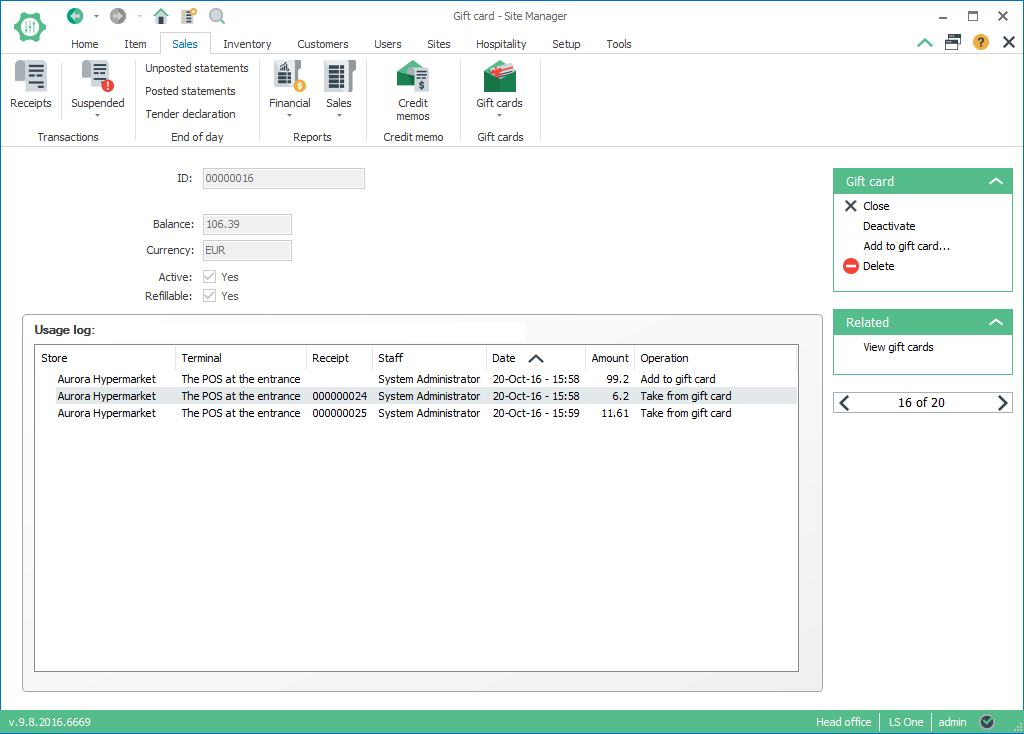 Gift card - Site Manager
Home Item Sales Inventory Customers Users Sites Hospitality Setup Tools
Receipts
Suspended
Transactions
Unposted statements
Posted statements
Tender declaration
End of day
Financial
Sales
Reports
Credit
memos
Credit memo
Gift cards
Gift cards
ID: 00000016
Balance: 106.39
Currency: EUR
Active: Yes
Refillable: Yes
Usage log:
Store Terminal Receipt Staff Date Amount Operation
Aurora Hypermarket The POS at the entrance System Administrator 20-Oct-16 - 15:58 99.2 Add to gift card
Aurora Hypermarket The POS at the entrance 000000024 System Administrator 20-Oct-16 - 15:58 6.2 Take from gift card
Aurora Hypermarket The POS at the entrance 000000025 System Administrator 20-Oct-16 - 15:59 11.61 Take from gift card
Gift card
Close
Deactivate
Add to gift card...
Delete
Related
View gift cards
16 of 20
v.9.8.2016.6669
Head office LS One admin